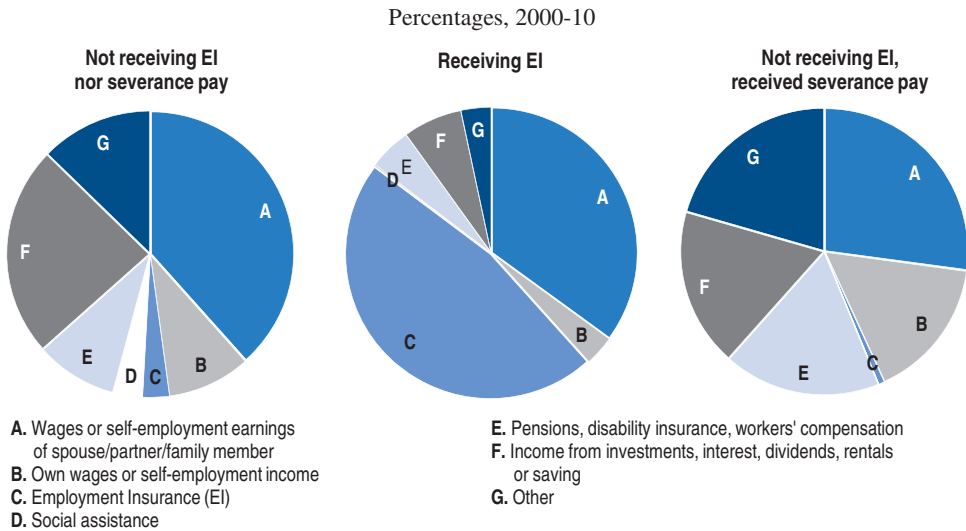 Percentages, 2000-10
Not receiving EI
nor severance pay
G
A
F
E
D
C
B
Receiving EI
G
F
E
D
A
B
C
Not receiving EI,
received severance pay
G
A
F
B
E
C
A. Wages or self-employment earnings
of spouse/partner/family member
B. Own wages or self-employment income
C. Employment Insurance (EI)
D. Social assistance
E. Pensions, disability insurance, workers' compensation
F. Income from investments, interest, dividends, rentals
or saving
G. Other